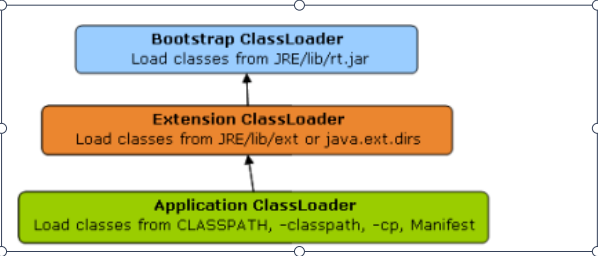 Bootstrap ClassLoader
Load classes from JRE/lib/rt.jar
Extension ClassLoader
Load classes from JRE/lib/ext or java.ext.dirs
Application ClassLoader
Load classes from CLASSPATH, -classpath, -cp, Manifest